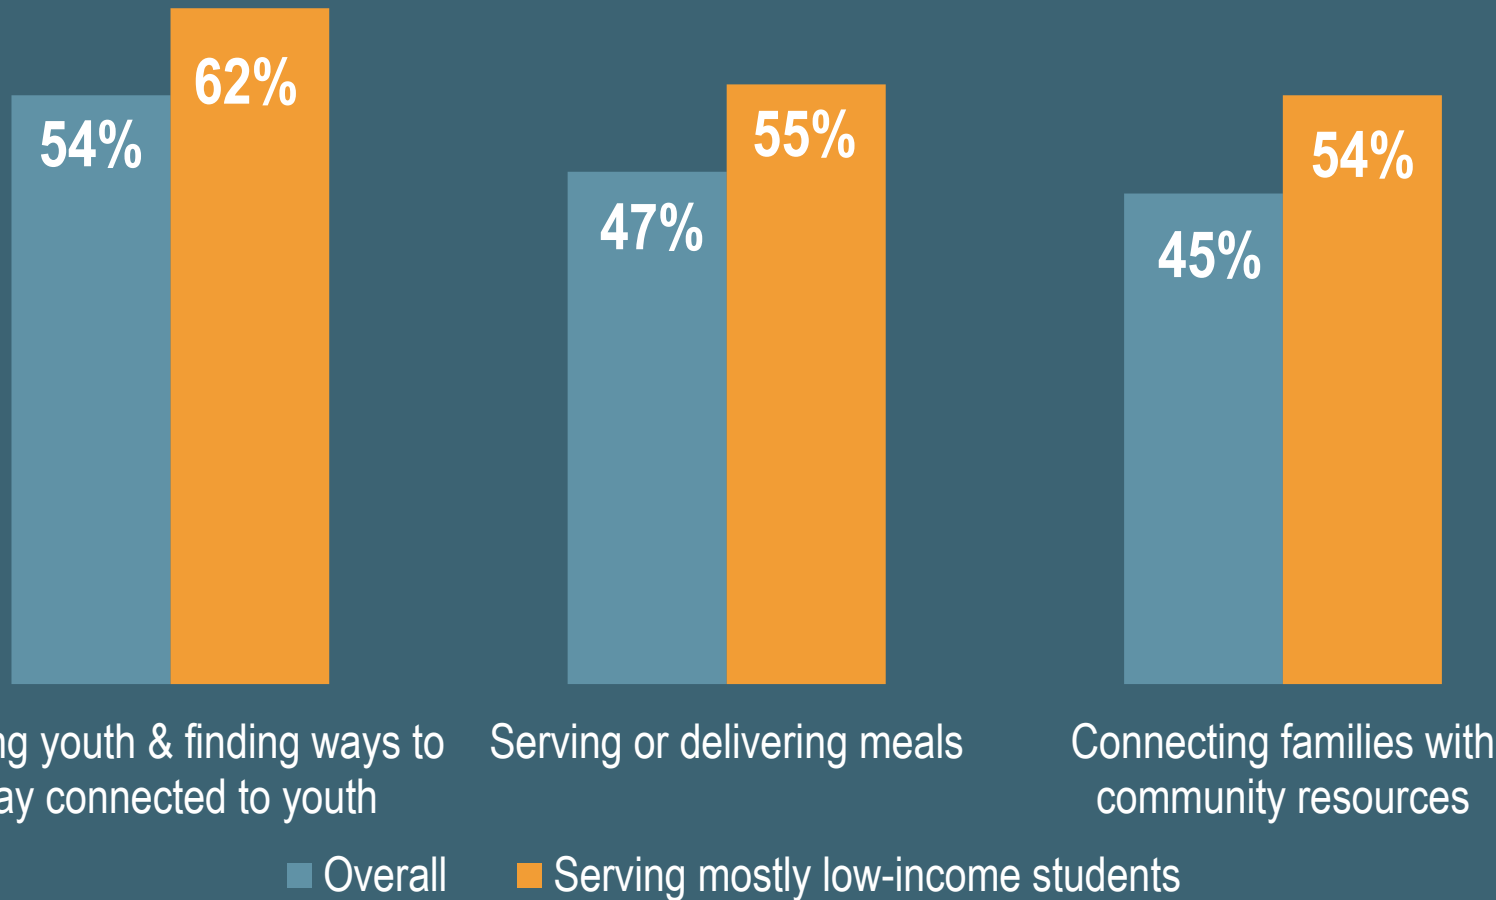 62%
54%
55%
47%
54%
45%
youth & finding ways to
connected to youth
Serving or delivering meals
Connecting families with
community resources
Overall
Serving mostly low-income students